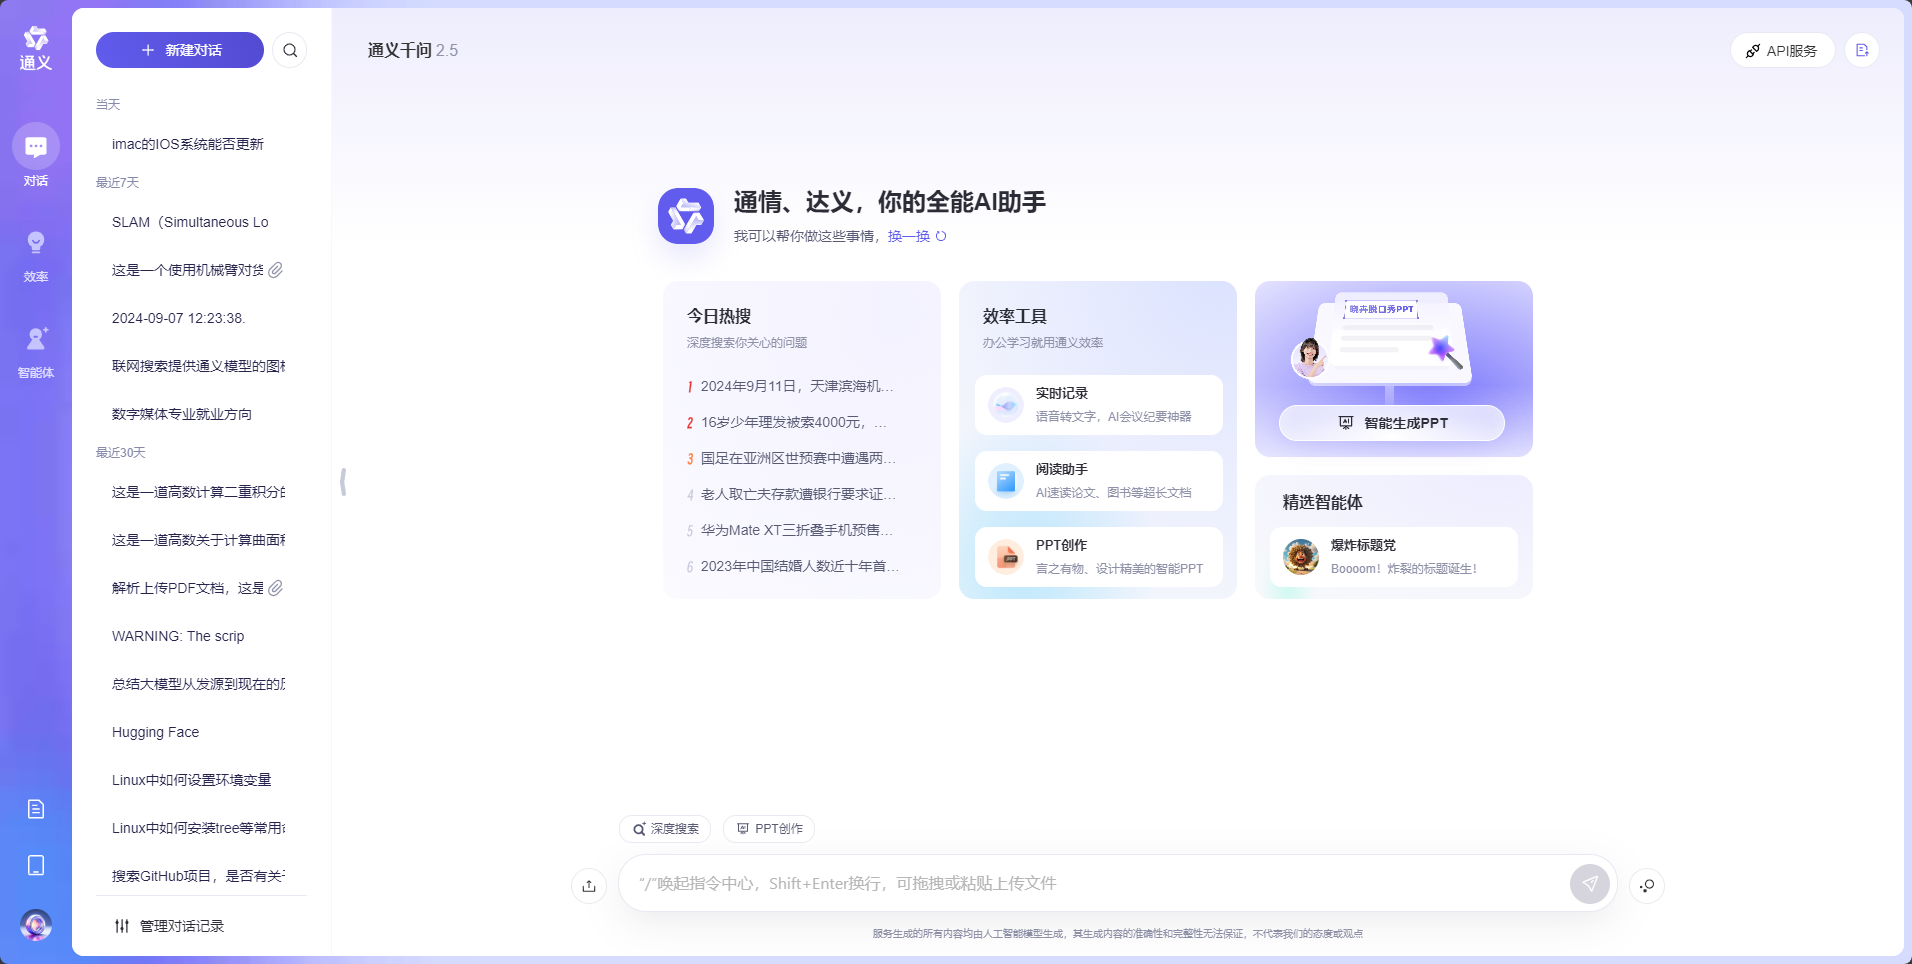 通义
对话
效率
智能体
新建对话
当天
imac的IOS系统能否更新
最近7天
SLAM（Simultaneous Lo
这是一个使用机械臂对货
2024-09-07 12:23:38.
联网搜索提供通义模型的图
数字媒体专业就业方向
最近30天
这是一道高数计算二重积分
这是一道高数关于计算曲面
解析上传PDF文档，这是
WARNING: The scrip
总结大模型从发源到现在的
Hugging Face
Linux中如何设置环境变量
Linux中如何安装tree等常用
搜索GitHub项目，是否有关
管理对话记录
通义千问 2.5
API服务
通情、达义，你的全能AI助手
我可以帮你做这些事情，换一换
今日热搜
深度搜索你关心的问题
1 2024年9月11日，天津滨海机...
2 16岁少年理发被索4000元，...
3 国足在亚洲区世预赛中遭遇两...
4 老人取亡夫存款遭银行要求证...
5 华为Mate XT三折叠手机预售...
6 2023年中国结婚人数近十年首...
效率工具
办公学习就用通义效率
实时记录
语音转文字，AI会议纪要神器
阅读助手
AI速读论文、图书等超长文档
PPT创作
言之有物、设计精美的智能PPT
晓卉脱口秀PPT
智能生成PPT
精选智能体
爆炸标题党
Boooom！炸裂的标题诞生！
深度搜索
PPT创作
“/”唤起指令中心，Shift+Enter换行，可拖拽或粘贴上传文件
服务生成的所有内容均由人工智能模型生成，其生成内容的准确性和完整性无法保证，不代表我们的态度或观点